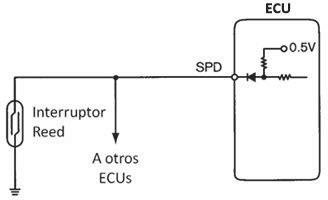 ECU
0.5V
SPD
Interruptor
Reed
A otros
ECUs